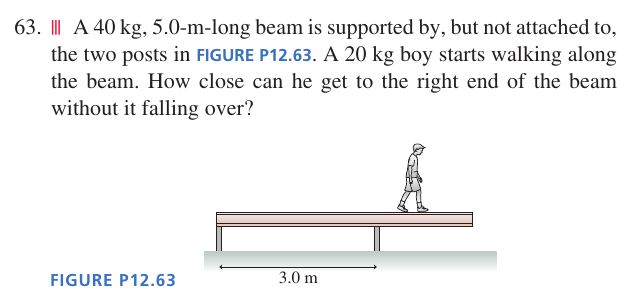 63. ||| A 40 kg, 5.0-m-long beam is supported by, but not attached to,
the two posts in FIGURE P12.63. A 20 kg boy starts walking along
the beam. How close can he get to the right end of the beam
without it falling over?
3.0 m
FIGURE P12.63